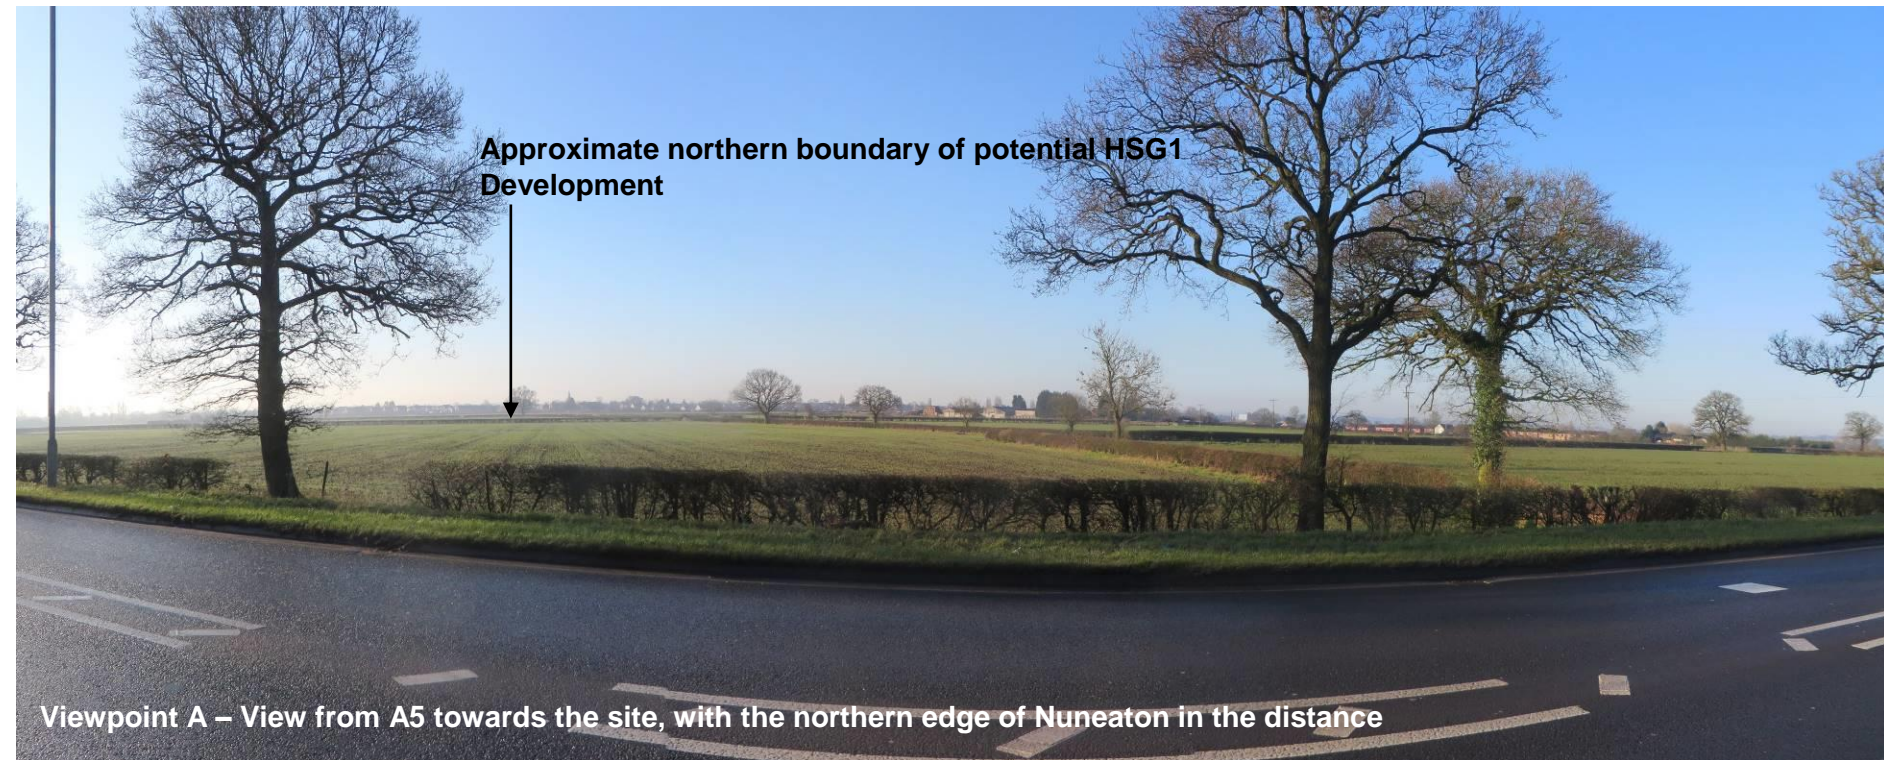 Approximate northern boundary of potential HSG1
Development
Viewpoint A – View from A5 towards the site, with the northern edge of Nuneaton in the distance